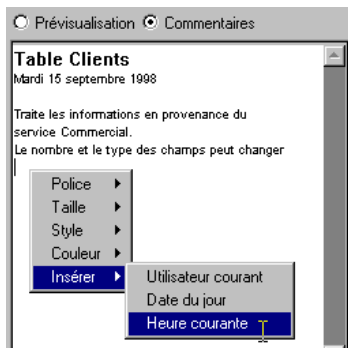 Prévisualisation Commentaires
Table Clients
Mardi 15 septembre 1998
Traite les informations en provenance du
service Commercial.
Le nombre et le type des champs peut changer
Police
Taille
Style
Couleur
Insérer
Utilisateur courant
Date du jour
Heure courante